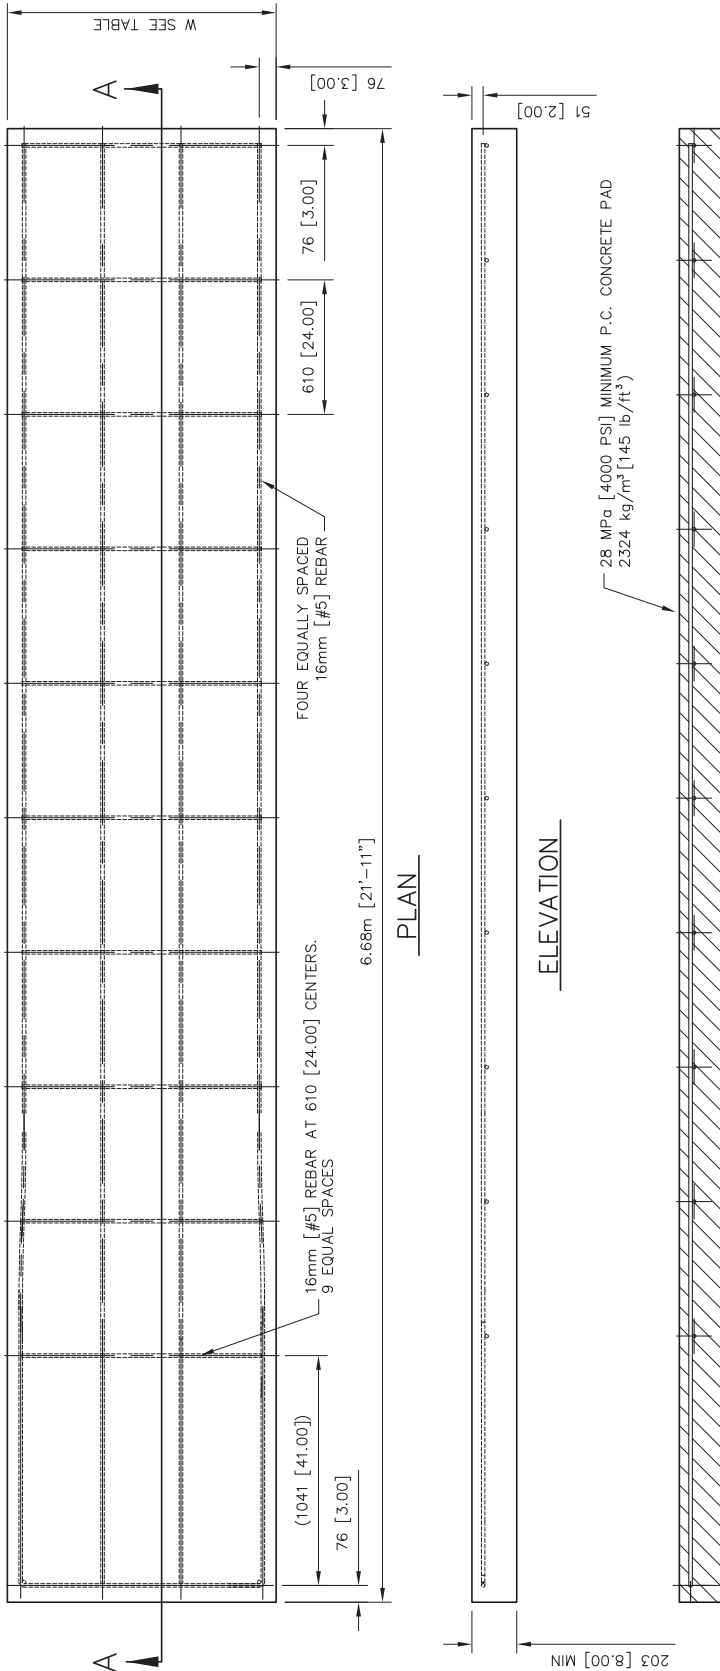 W SEE TABLE
A
76 [3.00]
76 [3.00]
610 [24.00]
FOUR EQUALLY SPACED
16mm [#5] REBAR
16mm [#5] REBAR AT 610 [24.00] CENTERS.
9 EQUAL SPACES
(1041 [41.00])
76 [3.00]
A
6.68m [21'-11"]
PLAN
51 [2.00]
ELEVATION
203 [8.00] MIN
28 MPa [4000 PSI] MINIMUM P.C. CONCRETE PAD
2324 kg/m³ [145 lb/ft³)